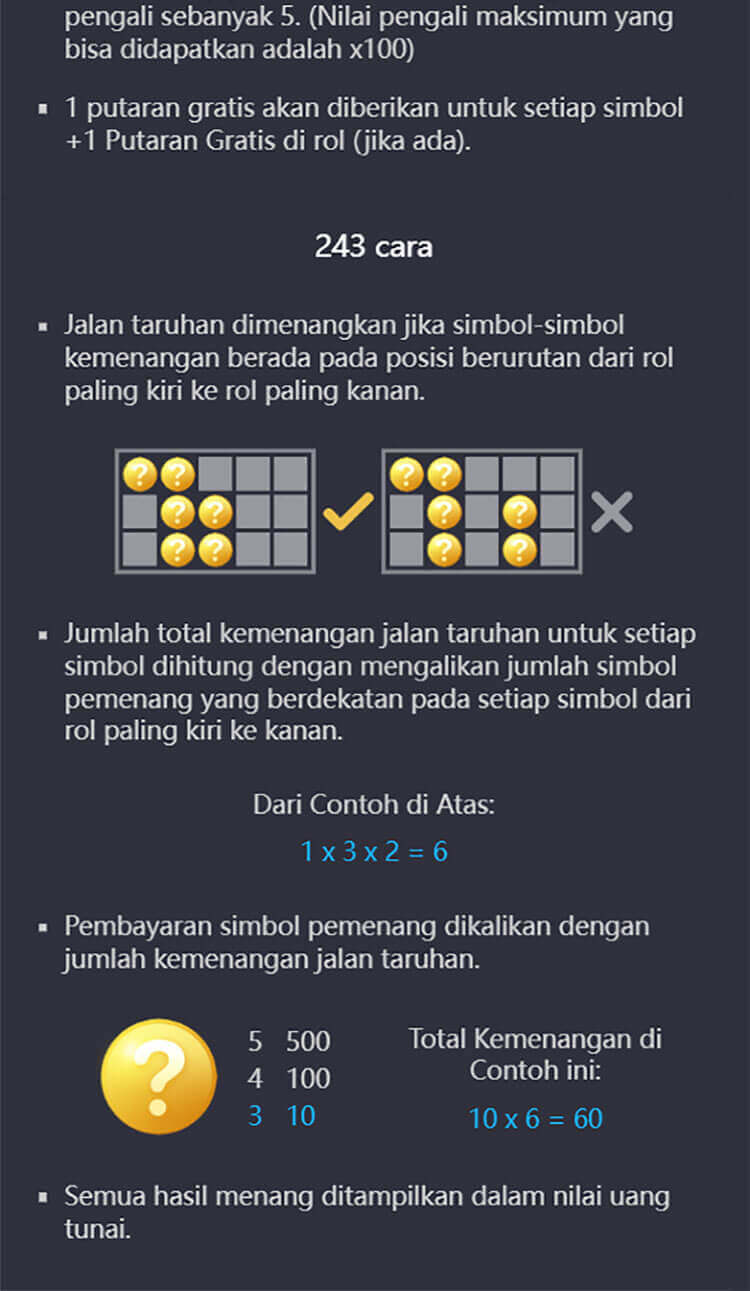 pengali sebanyak 5. (Nilai pengali maksimum yang
bisa didapatkan adalah x100)
1 putaran gratis akan diberikan untuk setiap simbol
+1 Putaran Gratis di rol (jika ada).
243 cara
Jalan taruhan dimenangkan jika simbol-simbol
kemenangan berada pada posisi berurutan dari rol
paling kiri ke rol paling kanan.
? ? ? ?
? ? ? ?
? ? ? ?
Jumlah total kemenangan jalan taruhan untuk setiap
simbol dihitung dengan mengalikan jumlah simbol
pemenang yang berdekatan pada setiap simbol dari
rol paling kiri ke kanan.
Dari Contoh di Atas:
1 x 3 x 2 = 6
Pembayaran simbol pemenang dikalikan dengan
jumlah kemenangan jalan taruhan.
?
5 500
4 100
3 10
Total Kemenangan di
Contoh ini:
10 x 6 = 60
Semua hasil menang ditampilkan dalam nilai uang
tunai.